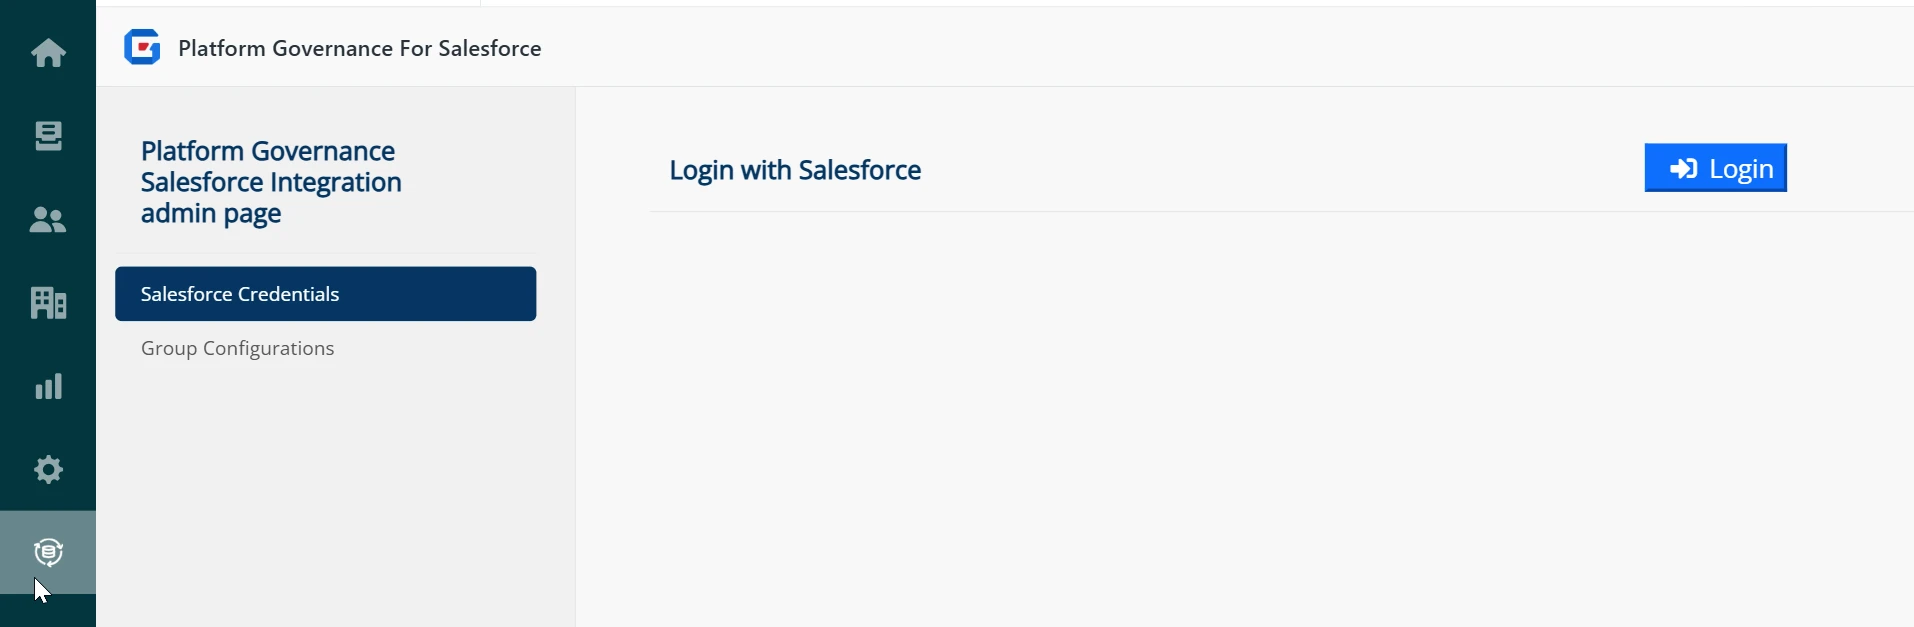 Platform Governance For Salesforce
Platform Governance
Salesforce Integration
admin page
Salesforce Credentials
Group Configurations
Login with Salesforce
Login